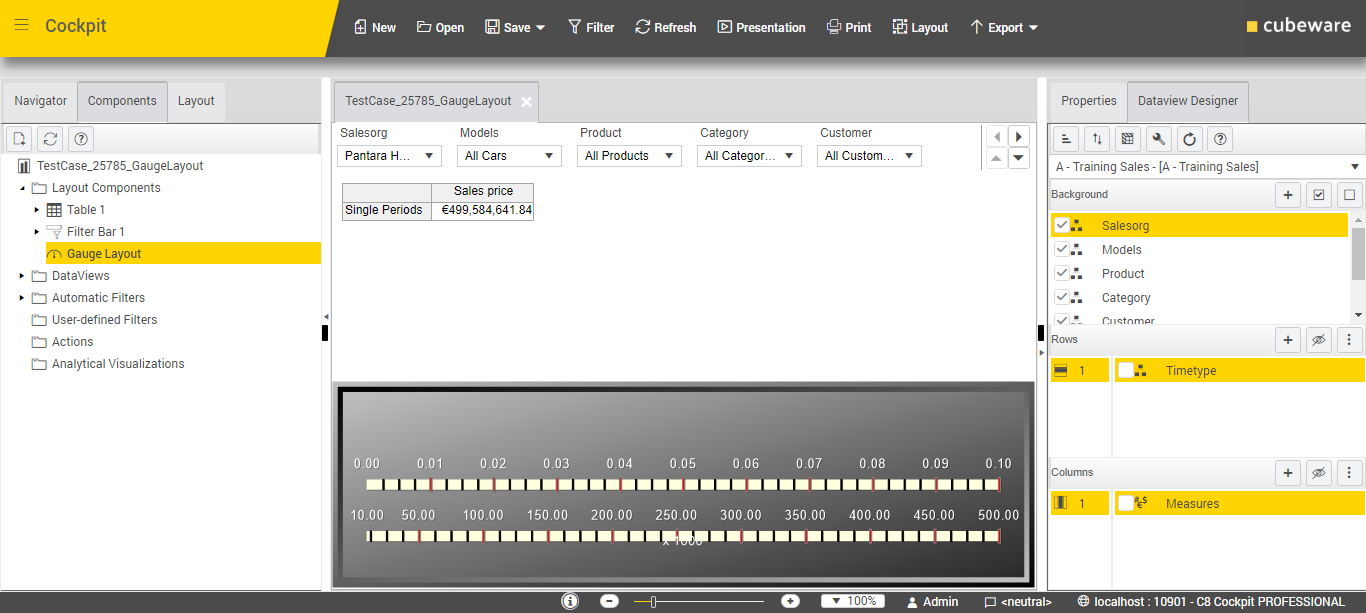 Cockpit
New Open Save Filter Refresh Presentation Print Layout Export
cubeware
Navigator Components Layout
TestCase_25785_GaugeLayout
Layout Components
Table 1
Filter Bar 1
Gauge Layout
DataViews
Automatic Filters
User-defined Filters
Actions
Analytical Visualizations
TestCase_25785_GaugeLayout
Salesorg Models Product Category Customer
Pantara H... All Cars All Products All Categor... All Custom...
Sales price
Single Periods €499,584,641.84
0.00 0.01 0.02 0.03 0.04 0.05 0.06 0.07 0.08 0.09 0.10
10.00 50.00 100.00 150.00 200.00 250.00 300.00 350.00 400.00 450.00 500.00
x 1000
Properties Dataview Designer
A - Training Sales - [A - Training Sales]
Background
Salesorg
Models
Product
Category
Customer
Rows
1 Timetype
Columns
1 Measures
100% Admin <neutral> localhost : 10901 - C8 Cockpit PROFESSIONAL